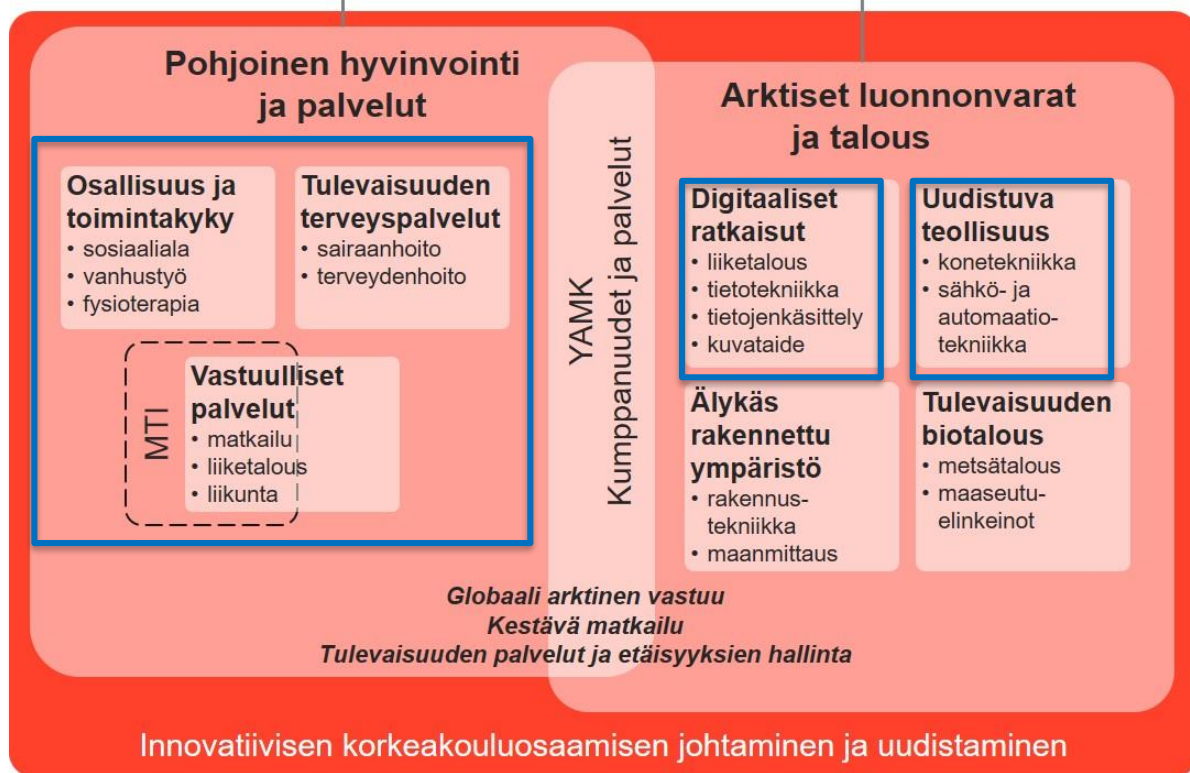 Pohjoinen hyvinvointi
ja palvelut
Osallisuus ja
toimintakyky
• sosiaaliala
• vanhustyö
• fysioterapia
Tulevaisuuden
terveyspalvelut
• sairaanhoito
• terveydenhoito
MTI
Vastuulliset
palvelut
• matkailu
• liiketalous
• liikunta
YAMK
Kumppanuudet ja palvelut
Arktiset luonnonvarat
ja talous
Digitaaliset
ratkaisut
• liiketalous
• tietotekniikka
• tietojenkäsittely
• kuvataide
Uudistuva
teollisuus
• konetekniikka
• sähkö- ja
automaatio-
tekniikka
Älykäs
rakennettu
ympäristö
• rakennus-
tekniikka
• maanmittaus
Tulevaisuuden
biotalous
• metsätalous
• maaseutu-
elinkeinot
Globaali arktinen vastuu
Kestävä matkailu
Tulevaisuuden palvelut ja etäisyyksien hallinta
Innovatiivisen korkeakouluosaamisen johtaminen ja uudistaminen